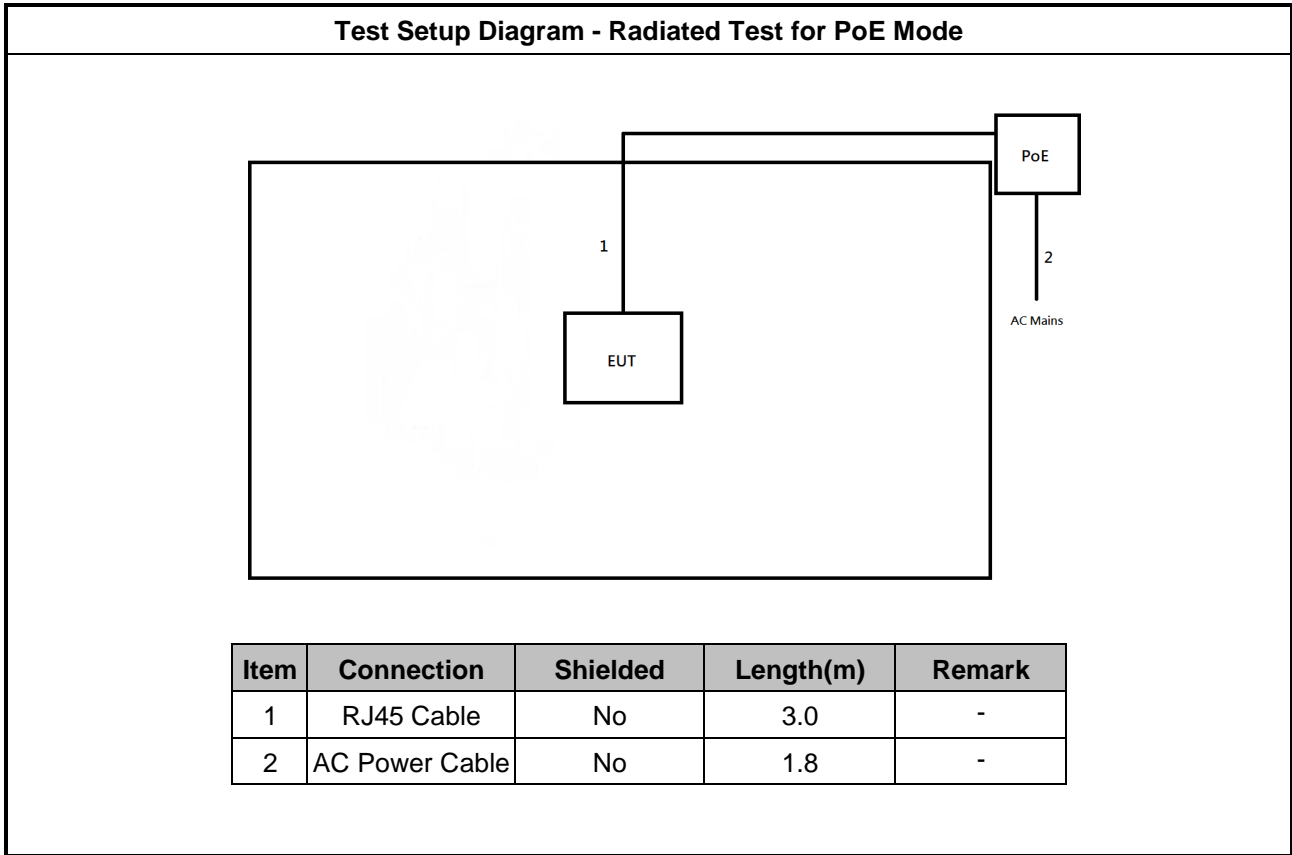 Test Setup Diagram - Radiated Test for PoE Mode
PoE
1
2
AC Mains
EUT
Item Connection Shielded Length(m) Remark
1 RJ45 Cable No 3.0 -
2 AC Power Cable No 1.8 -